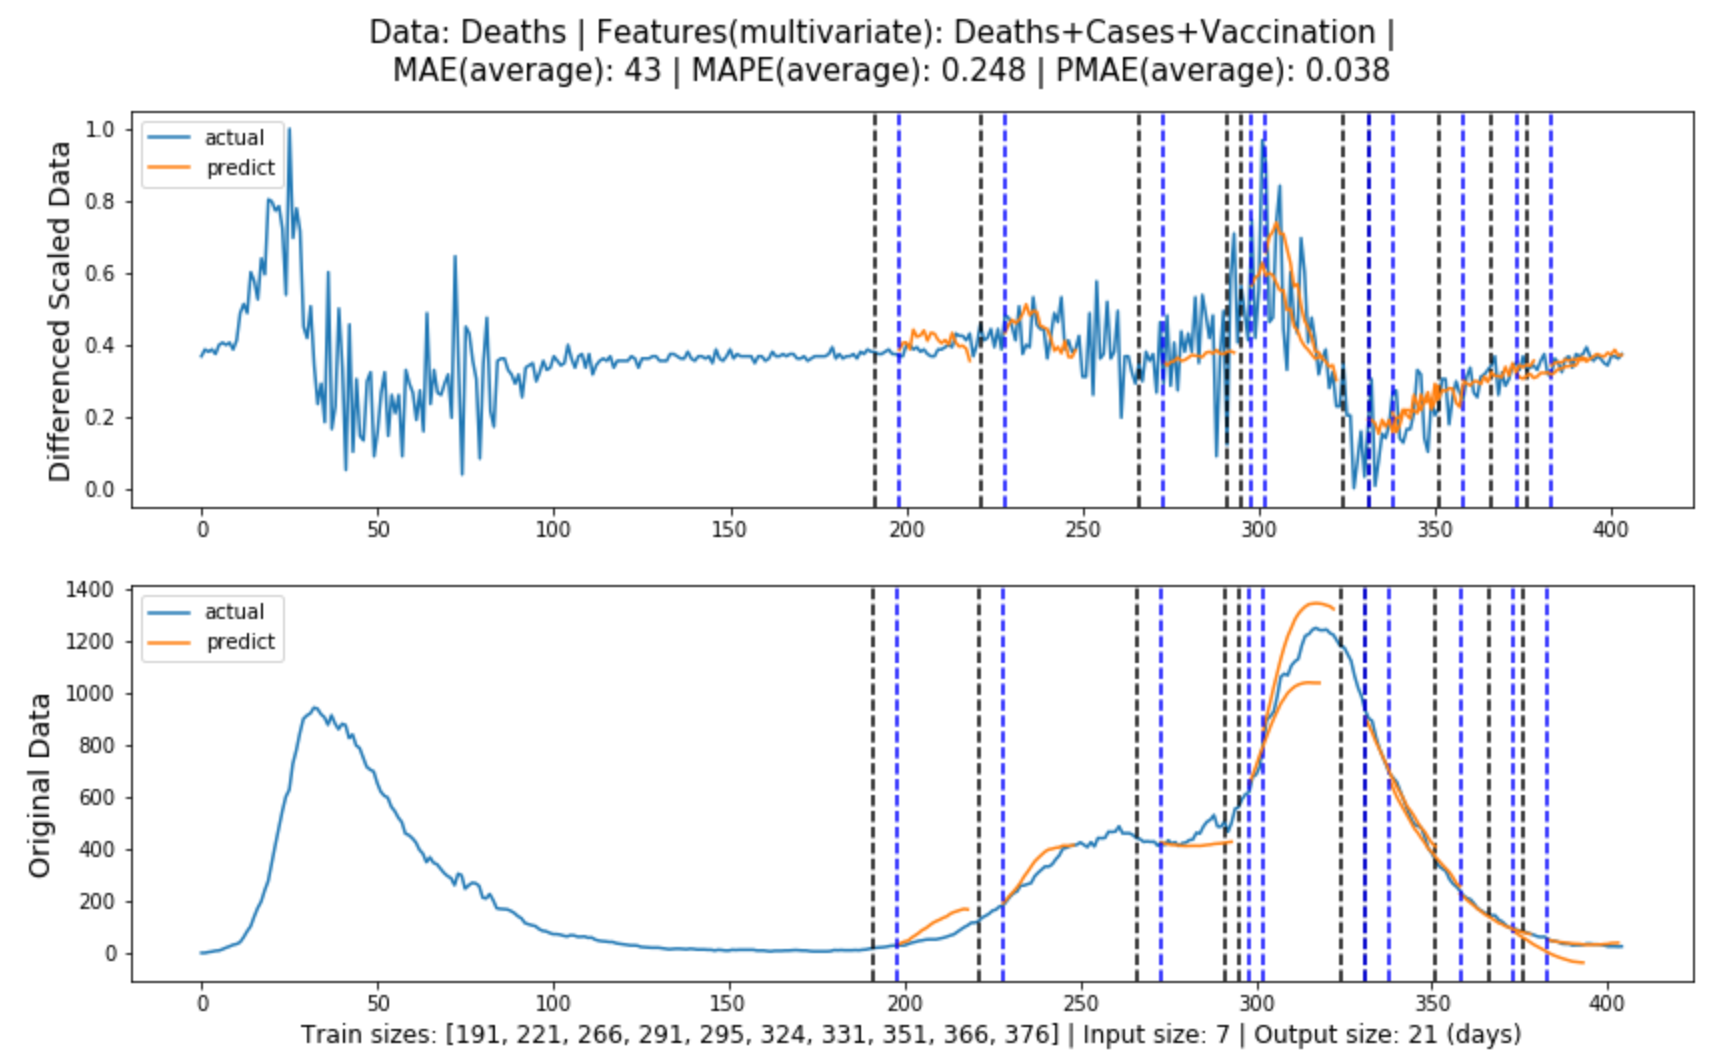 Data: Deaths | Features(multivariate): Deaths+Cases+Vaccination |
MAE(average): 43 | MAPE(average): 0.248 | PMAE(average): 0.038
Differenced Scaled Data
1.0
0.8
0.6
0.4
0.2
0.0
actual
predict
0 50 100 150 200 250 300 350 400
Original Data
1400
1200
1000
800
600
400
200
0
actual
predict
0 50 100 150 200 250 300 350 400
Train sizes: [191, 221, 266, 291, 295, 324, 331, 351, 366, 376] | Input size: 7 | Output size: 21 (days)